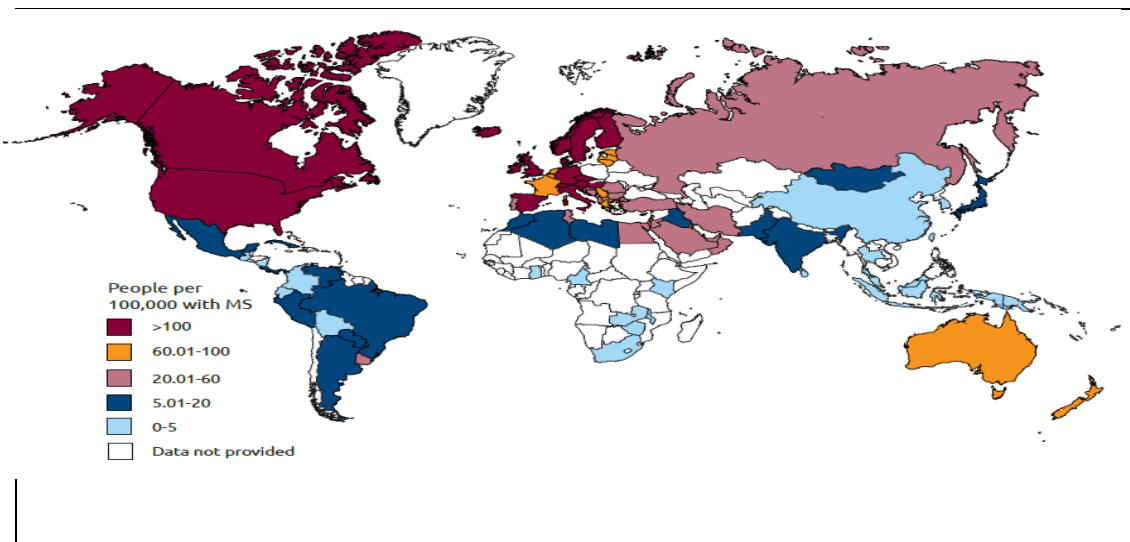 People per
100,000 with MS
>100
60.01-100
20.01-60
5.01-20
0-5
Data not provided